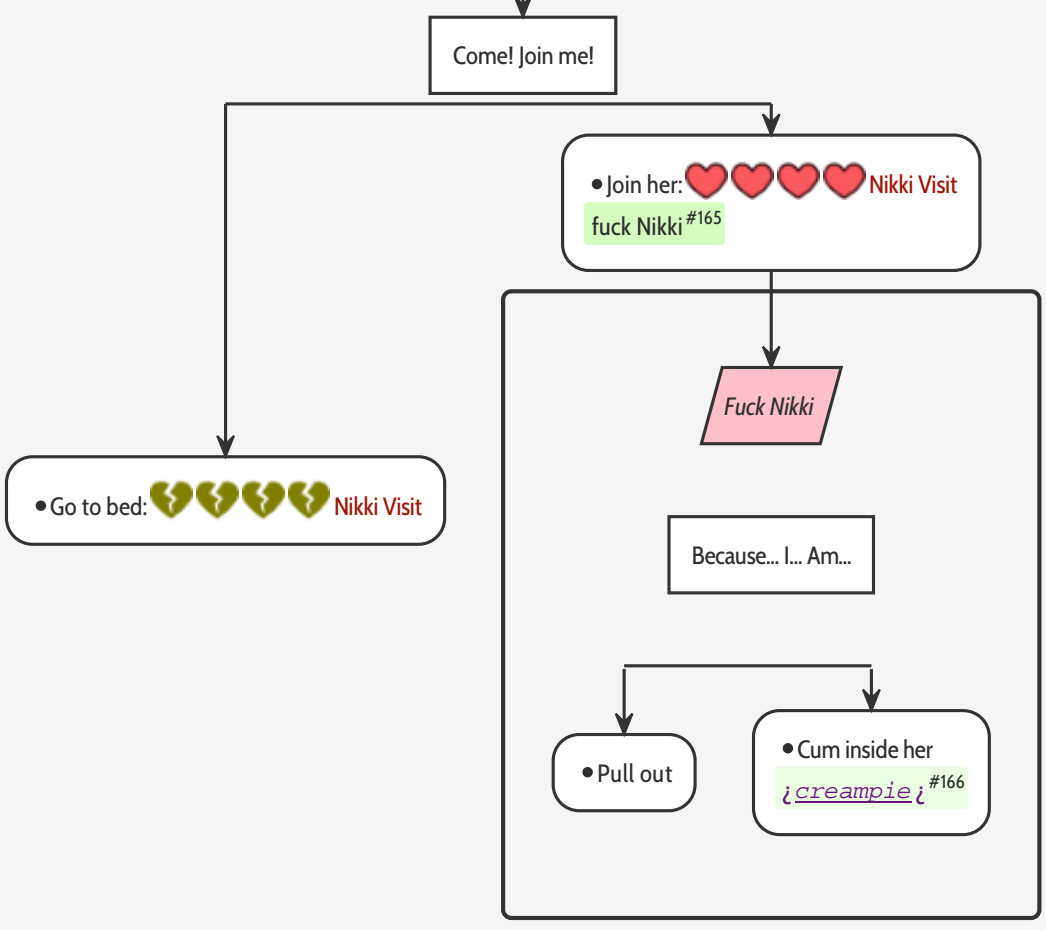 Come! Join me!
• Join her: Nikki Visit
fuck Nikki #165
Fuck Nikki
• Go to bed: Nikki Visit
Because... I... Am...
• Pull out
• Cum inside her
¿creampie¿ #166